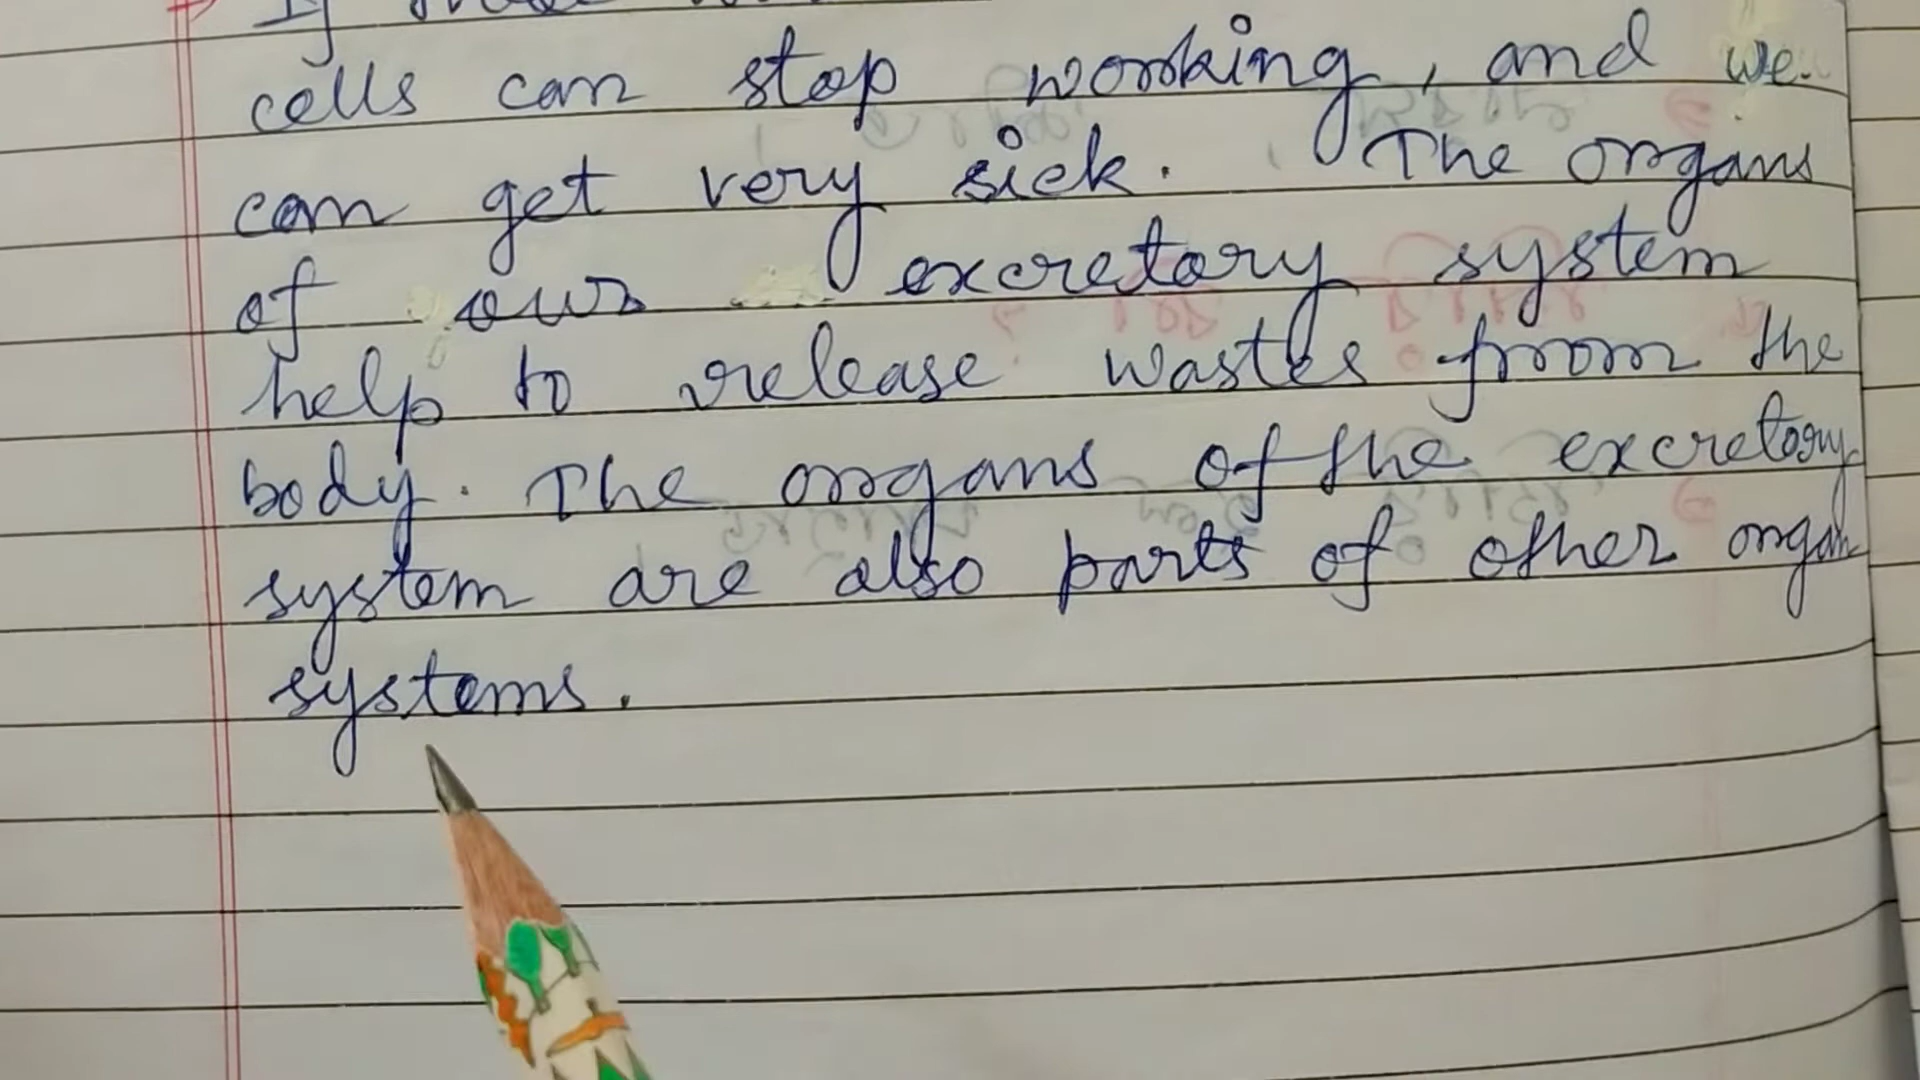 If
cells can stop working, and we
can get very sick. The organs
of our excretory system
help to release wastes from the
body. The organs of the excretory
system are also parts of other organ
systems.